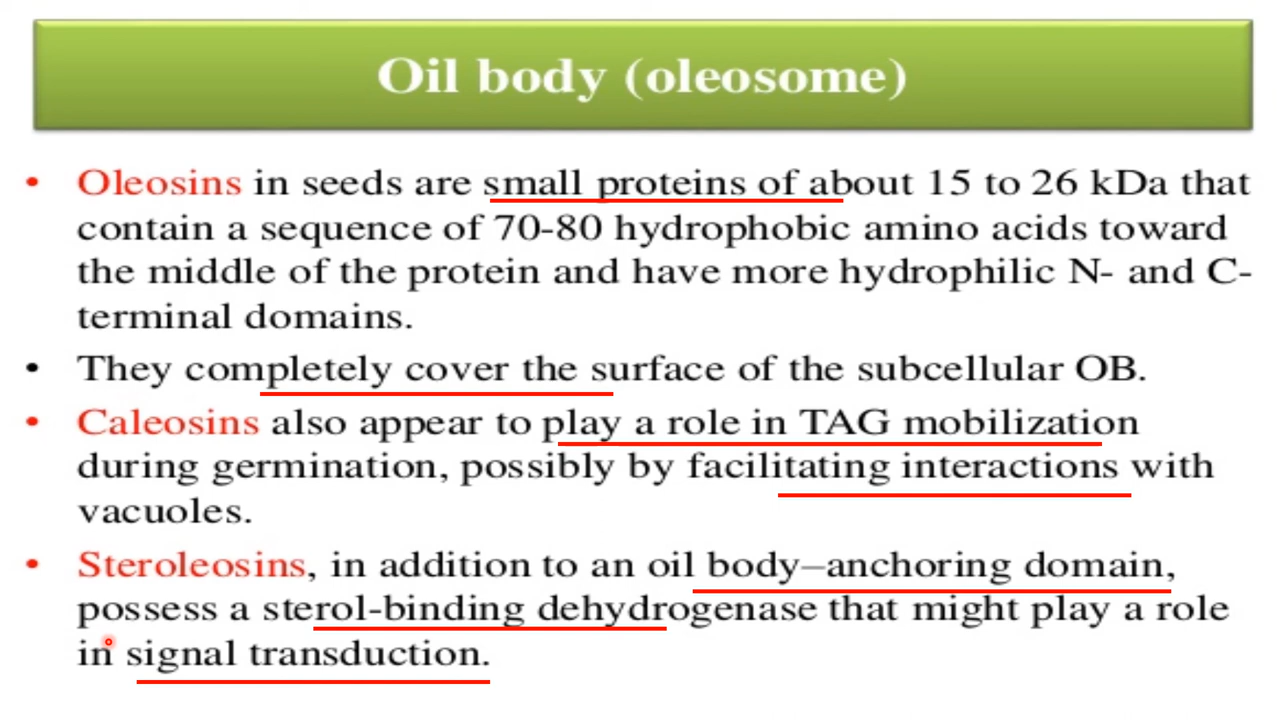 Oil body (oleosome)
• Oleosins in seeds are small proteins of about 15 to 26 kDa that
contain a sequence of 70-80 hydrophobic amino acids toward
the middle of the protein and have more hydrophilic N- and C-
terminal domains.
• They completely cover the surface of the subcellular OB.
• Caleosins also appear to play a role in TAG mobilization
during germination, possibly by facilitating interactions with
vacuoles.
• Steroleosins, in addition to an oil body–anchoring domain,
possess a sterol-binding dehydrogenase that might play a role
in signal transduction.